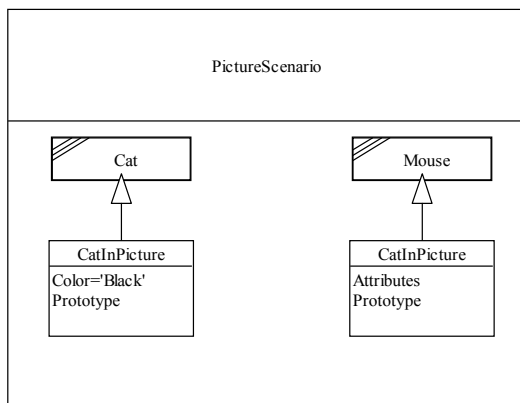 PictureScenario
Cat
Mouse
CatInPicture
Color='Black'
Prototype
CatInPicture
Attributes
Prototype